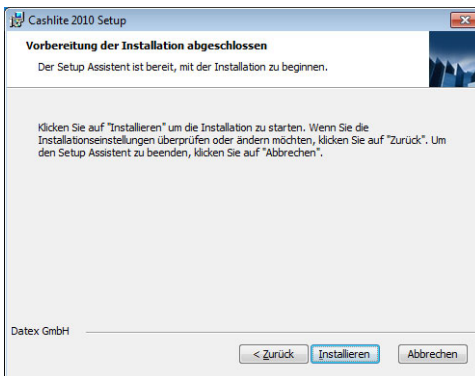 Cashlite 2010 Setup
Vorbereitung der Installation abgeschlossen
Der Setup Assistent ist bereit, mit der Installation zu beginnen.
Klicken Sie auf "Installieren" um die Installation zu starten. Wenn Sie die
Installationseinstellungen überprüfen oder ändern möchten, klicken Sie auf "Zurück". Um
den Setup Assistent zu beenden, klicken Sie auf "Abbrechen".
Datex GmbH
< Zurück Installieren Abbrechen